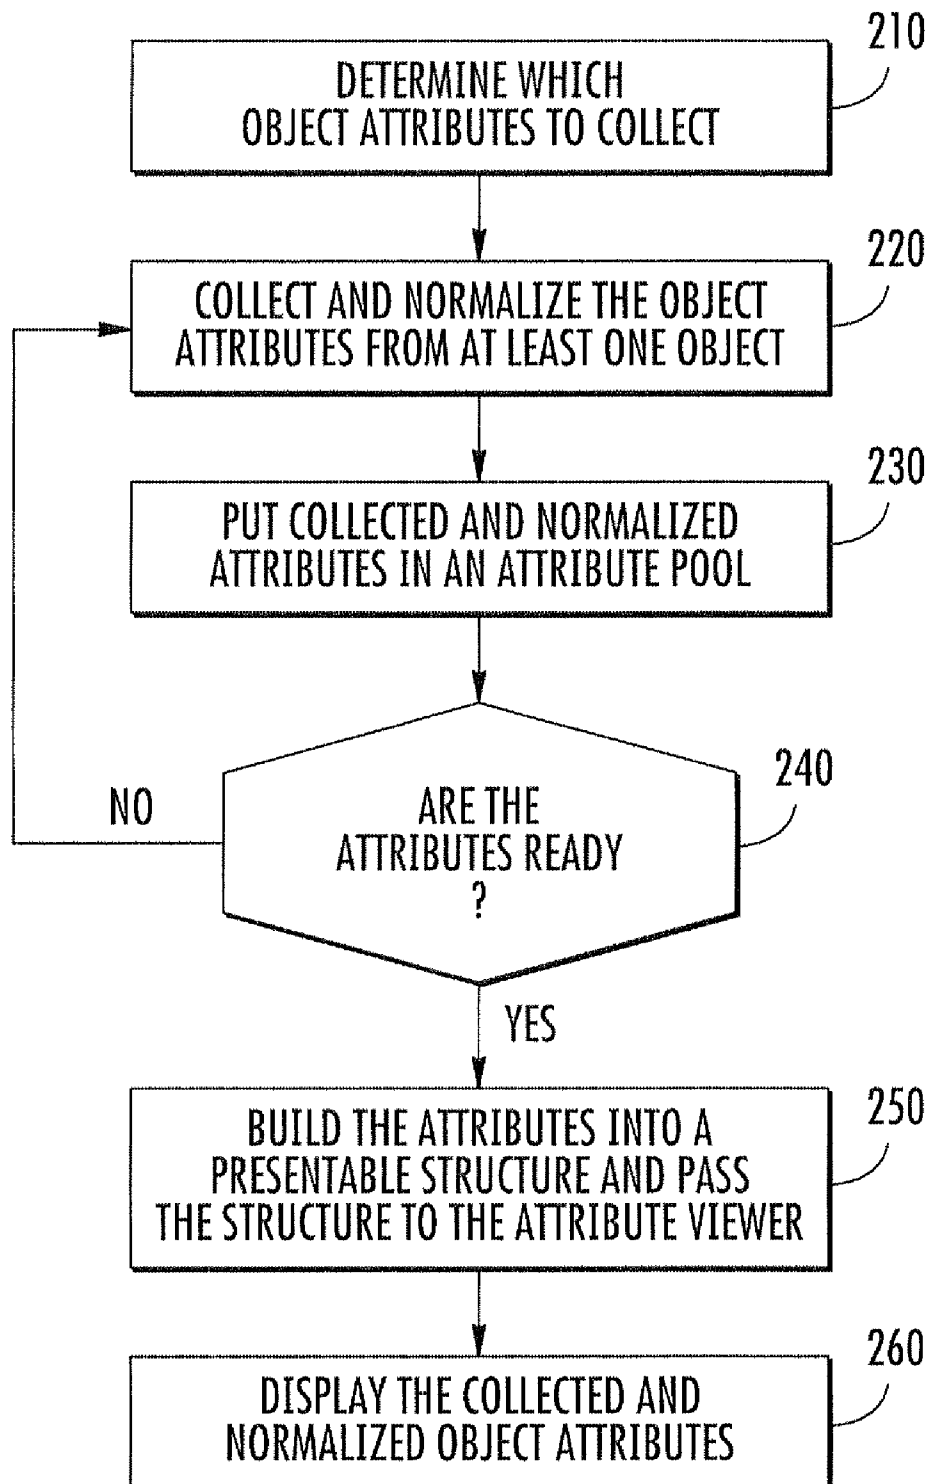 210
DETERMINE WHICH
OBJECT ATTRIBUTES TO COLLECT
220
COLLECT AND NORMALIZE THE OBJECT
ATTRIBUTES FROM AT LEAST ONE OBJECT
230
PUT COLLECTED AND NORMALIZED
ATTRIBUTES IN AN ATTRIBUTE POOL
240
NO
ARE THE
ATTRIBUTES READY
?
YES
250
BUILD THE ATTRIBUTES INTO A
PRESENTABLE STRUCTURE AND PASS
THE STRUCTURE TO THE ATTRIBUTE VIEWER
260
DISPLAY THE COLLECTED AND
NORMALIZED OBJECT ATTRIBUTES